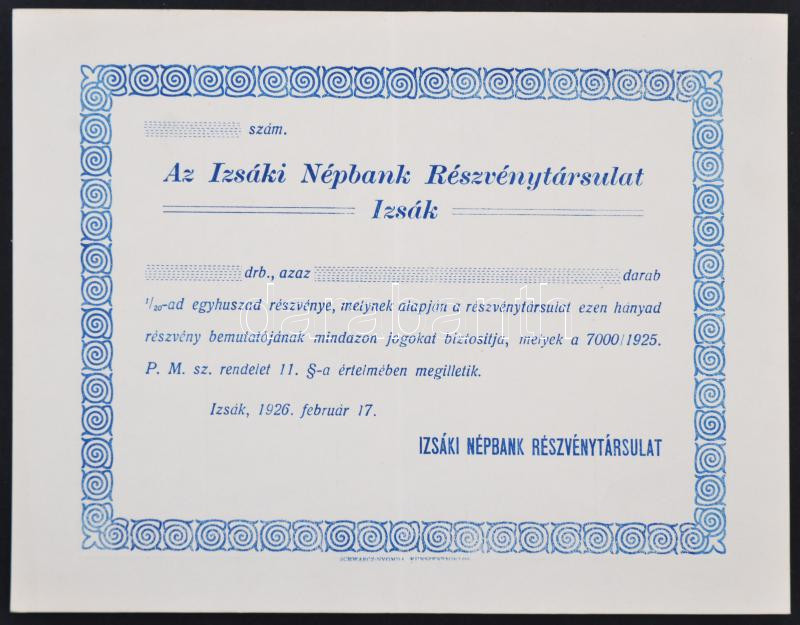 szám.
Az Izsáki Népbank Részvénytársulat
Izsák
drb., azaz darab
1/20-ad egyhuszad részvénye, melynek alapján a részvénytársulat ezen hányad
részvény bemutatójának mindazon jogokat biztosítja, melyek a 7000/1925.
P. M. sz. rendelet 11. §-a értelmében megilletik.
Izsák, 1926. február 17.
IZSÁKI NÉPBANK RÉSZVÉNYTÁRSULAT
darabanth